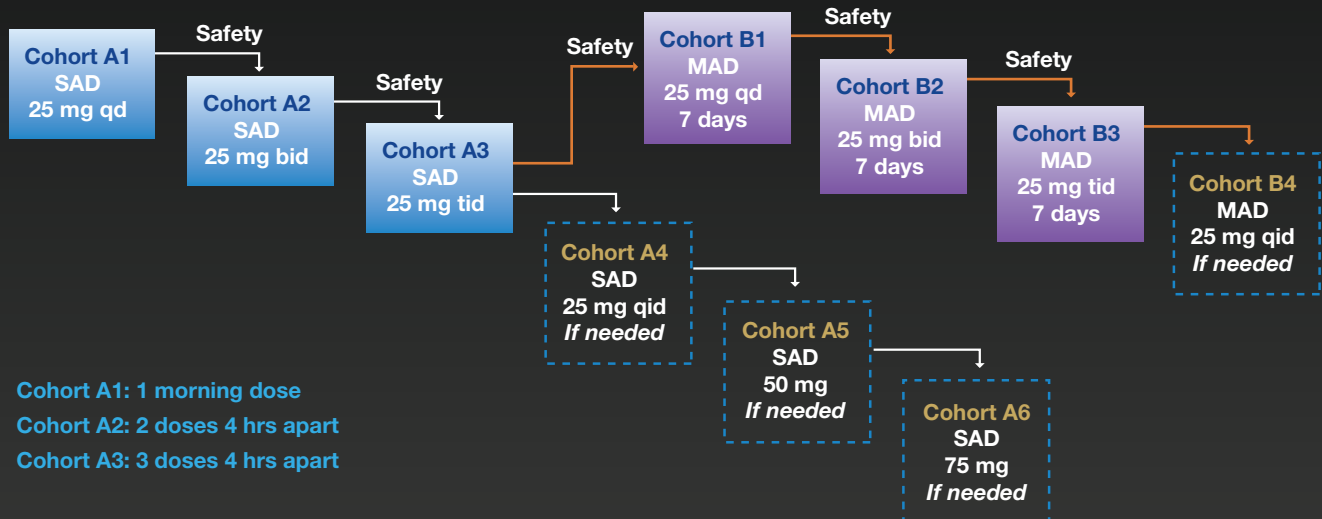 Safety
Cohort A1
SAD
25 mg qd
Safety
Cohort A2
SAD
25 mg bid
Safety
Cohort A3
SAD
25 mg tid
Safety
Cohort B1
MAD
25 mg qd
7 days
Safety
Cohort B2
MAD
25 mg bid
7 days
Cohort B3
MAD
25 mg tid
7 days
Cohort B4
MAD
25 mg qid
If needed
Cohort A4
SAD
25 mg qid
If needed
Cohort A5
SAD
50 mg
If needed
Cohort A6
SAD
75 mg
If needed
Cohort A1: 1 morning dose
Cohort A2: 2 doses 4 hrs apart
Cohort A3: 3 doses 4 hrs apart